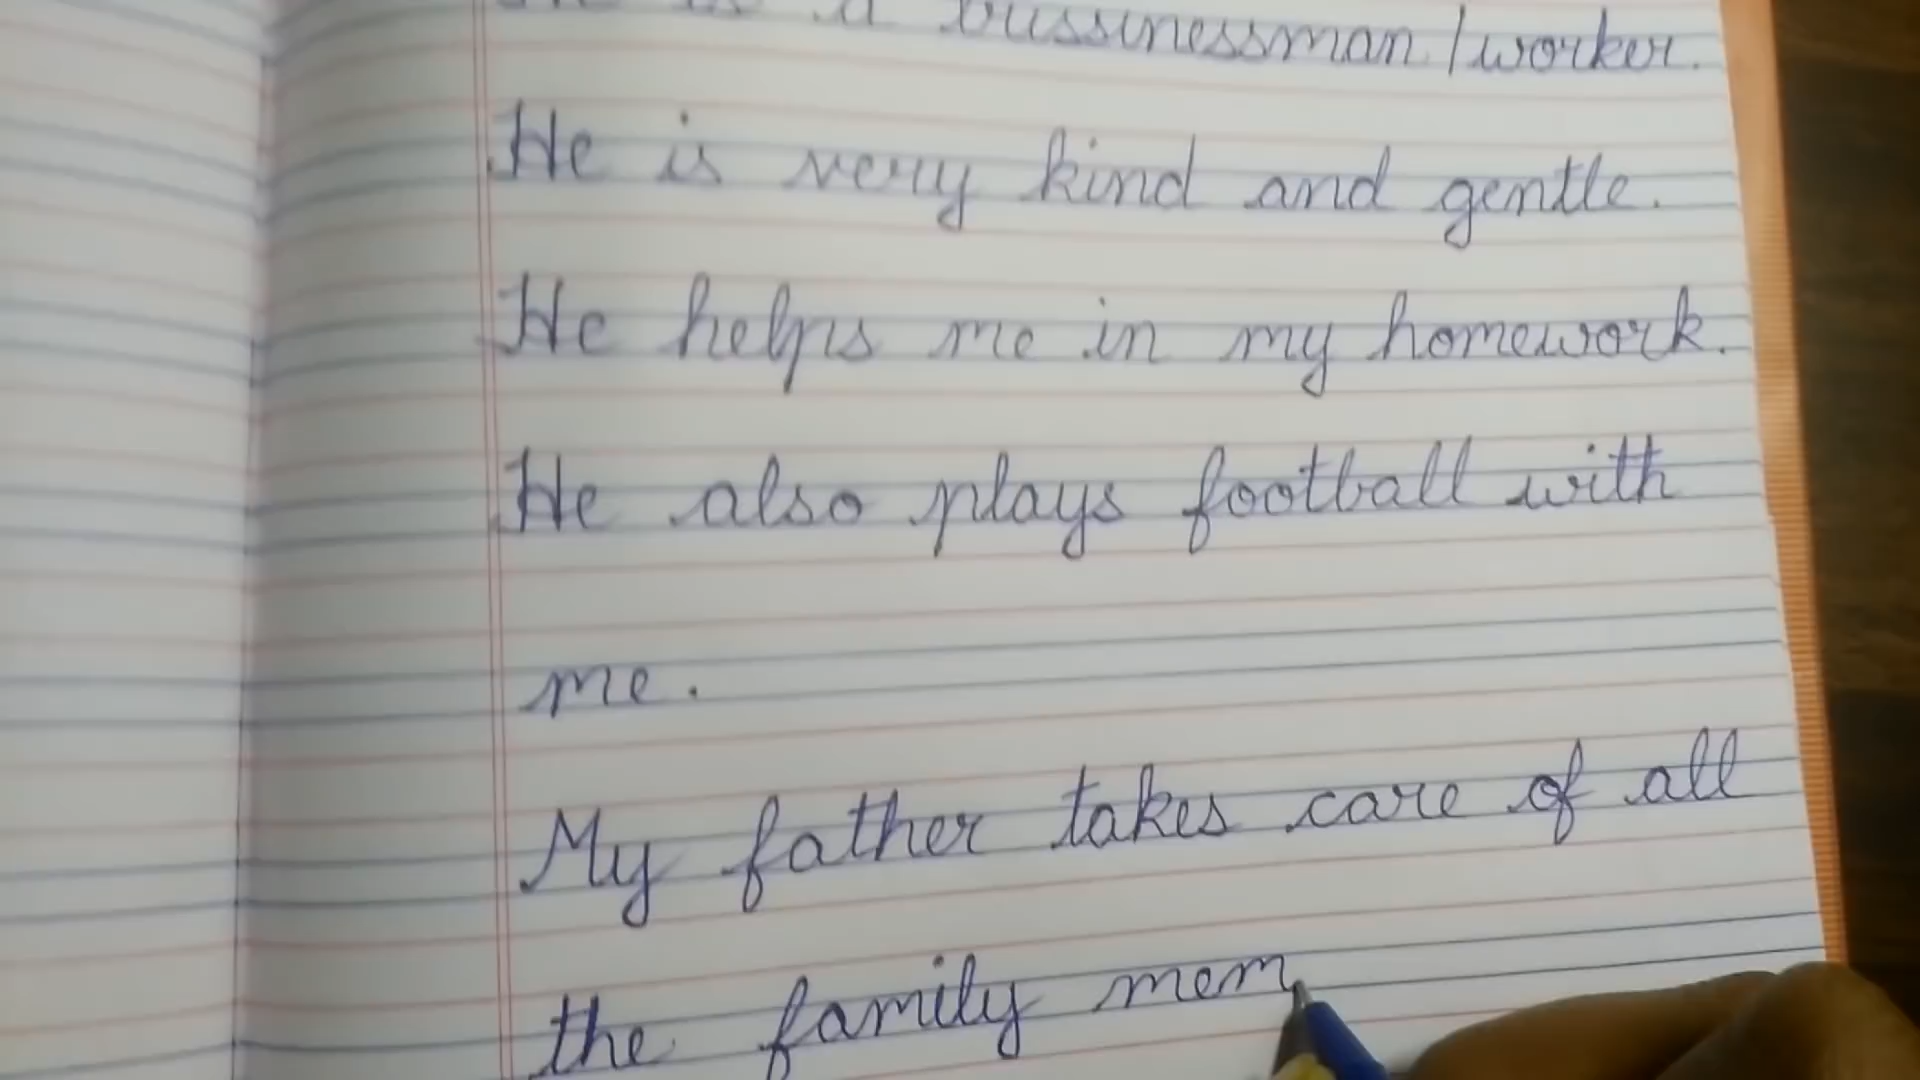 is a bussinessman/worker.
He is very kind and gentle.
He helps me in my homework.
He also plays football with
me.
My father takes care of all
the family mem